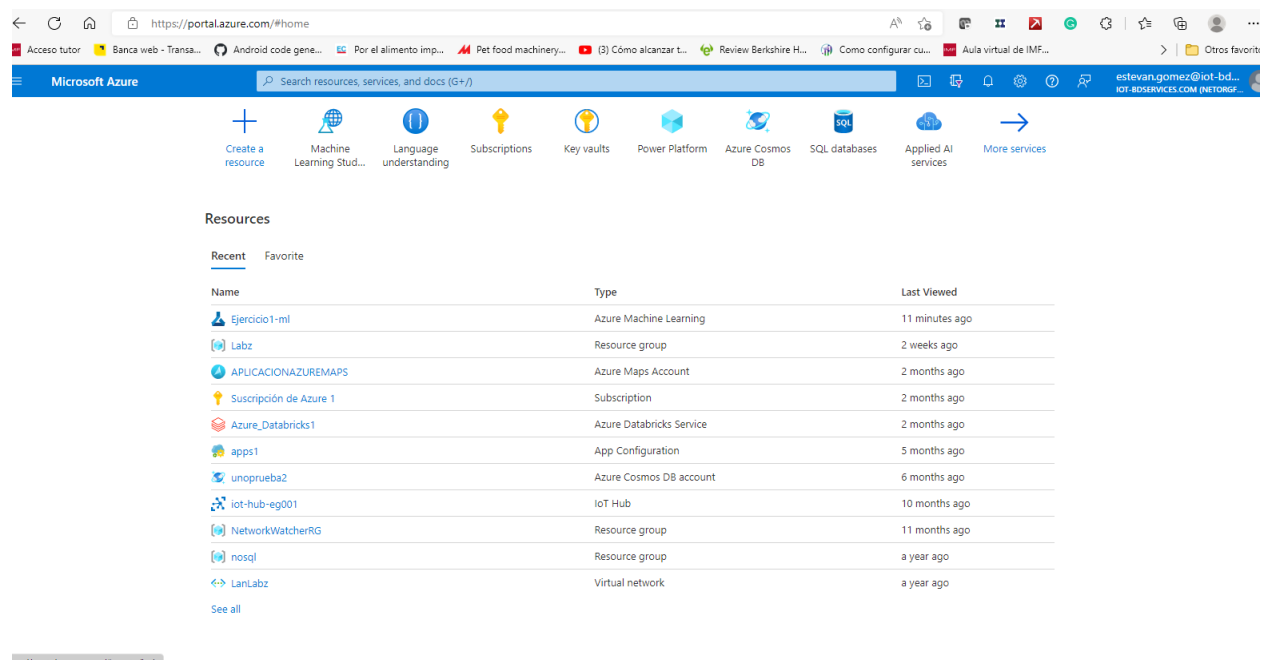 https://portal.azure.com/#home
Acceso tutor Banca web - Transa... Android code gene... EC Por el alimento imp... Pet food machinery... (3) Cómo alcanzar t... Review Berkshire H... Como configurar cu... Aula virtual de IMF... Otros favorit
Microsoft Azure Search resources, services, and docs (G+/) estevan.gomez@iot-bd...
IOT-BDSERVICES.COM (NETORGF...
Create a resource
Machine Learning Stud...
Language understanding
Subscriptions
Key vaults
Power Platform
Azure Cosmos DB
SQL
SQL databases
Applied AI services
More services
Resources
Recent Favorite
Name Type Last Viewed
Ejercicio1-ml Azure Machine Learning 11 minutes ago
Labz Resource group 2 weeks ago
APLICACIONAZUREMAPS Azure Maps Account 2 months ago
Suscripción de Azure 1 Subscription 2 months ago
Azure_Databricks1 Azure Databricks Service 2 months ago
apps1 App Configuration 5 months ago
unoprueba2 Azure Cosmos DB account 6 months ago
iot-hub-eg001 IoT Hub 10 months ago
NetworkWatcherRG Resource group 11 months ago
nosql Resource group a year ago
LanLabz Virtual network a year ago
See all